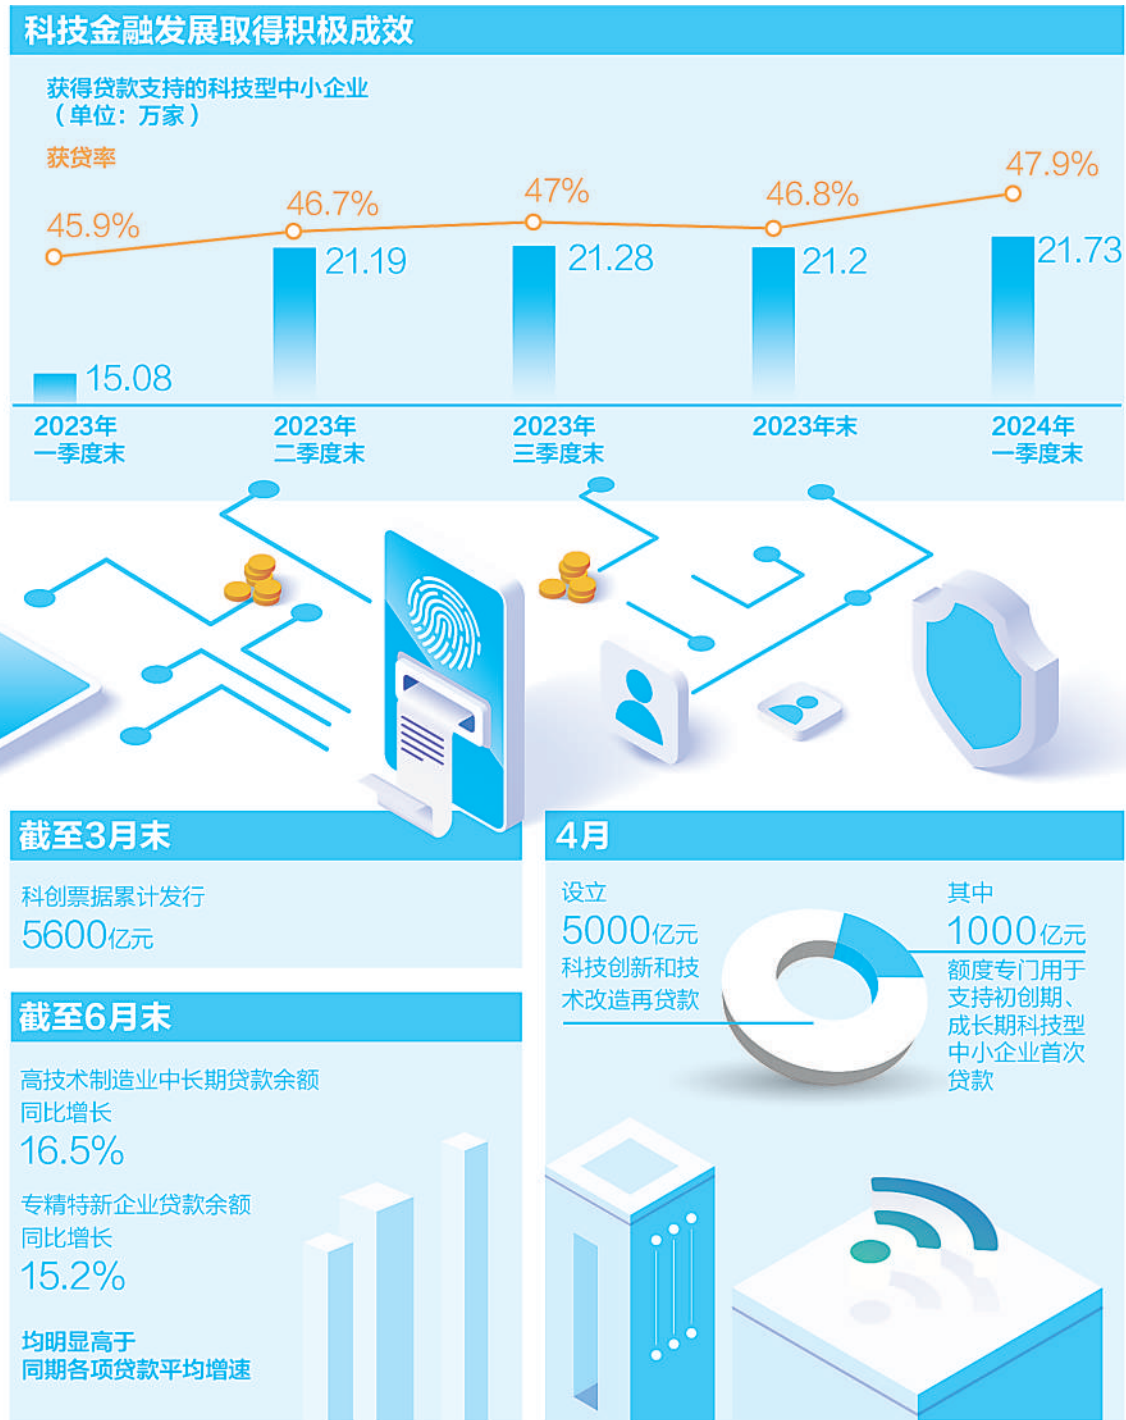 科技金融发展取得积极成效
获得贷款支持的科技型中小企业
（单位：万家）
获贷率
45.9%
46.7%
47%
46.8%
47.9%
15.08
21.19
21.28
21.2
21.73
2023年
一季度末
2023年
二季度末
2023年
三季度末
2023年末
2024年
一季度末
截至3月末
科创票据累计发行
5600亿元
截至6月末
高技术制造业中长期贷款余额
同比增长
16.5%
专精特新企业贷款余额
同比增长
15.2%
均明显高于
同期各项贷款平均增速
4月
设立
5000亿元
科技创新和技
术改造再贷款
其中
1000亿元
额度专门用于
支持初创期、
成长期科技型
中小企业首次
贷款